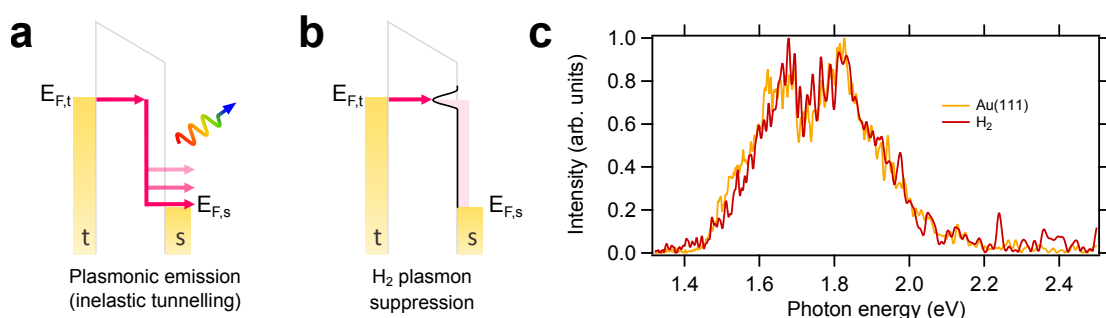 a
E_F,t
E_F,s
t
s
Plasmonic emission
(inelastic tunnelling)
b
E_F,t
E_F,s
t
s
H₂ plasmon
suppression
c
Intensity (arb. units)
1.0
0.8
0.6
0.4
0.2
0.0
Au(111)
H₂
1.4
1.6
1.8
2.0
2.2
2.4
Photon energy (eV)